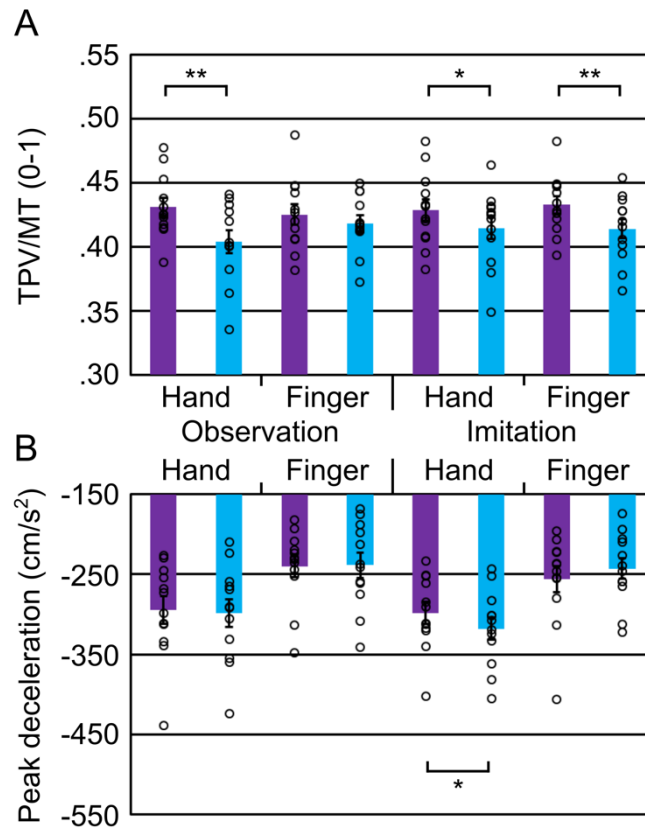 A
TPV/MT (0-1)
.55
.50
.45
.40
.35
.30
** * **
Hand Finger Hand Finger
Observation Imitation
B
Hand Finger Hand Finger
Peak deceleration (cm/s²)
-150
-250
-350
-450
-550
*